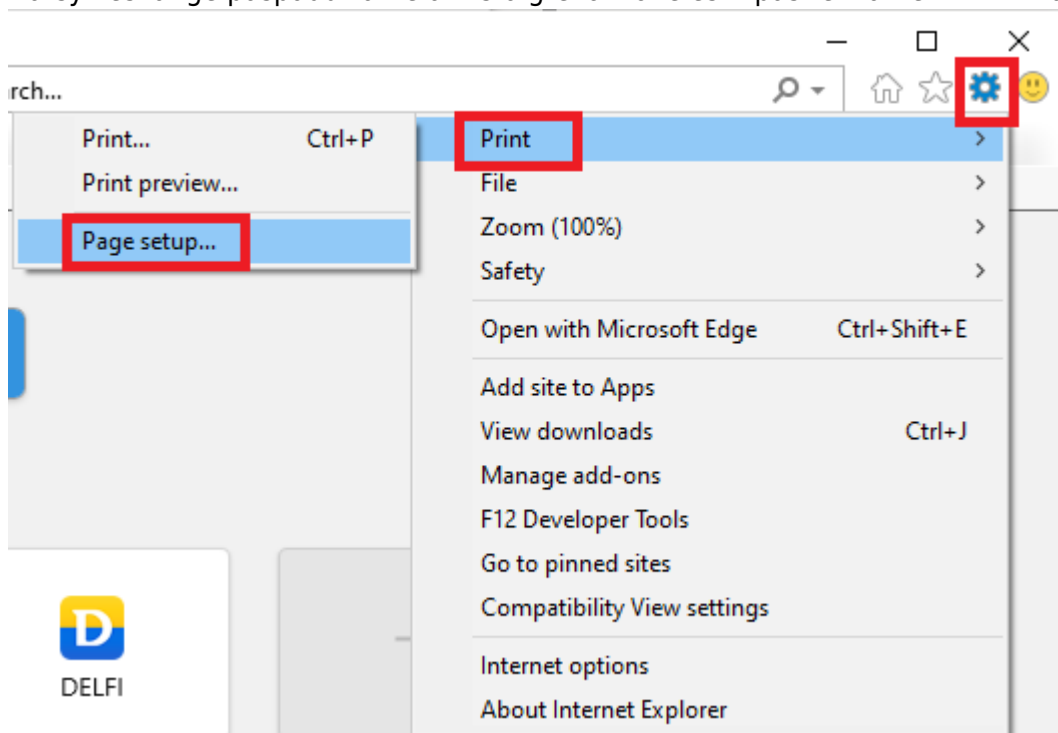 rch...
Print... Ctrl+P
Print preview...
Page setup...
Print
File
Zoom (100%)
Safety
Open with Microsoft Edge Ctrl+Shift+E
Add site to Apps
View downloads Ctrl+J
Manage add-ons
F12 Developer Tools
Go to pinned sites
Compatibility View settings
Internet options
About Internet Explorer
D
DELFI